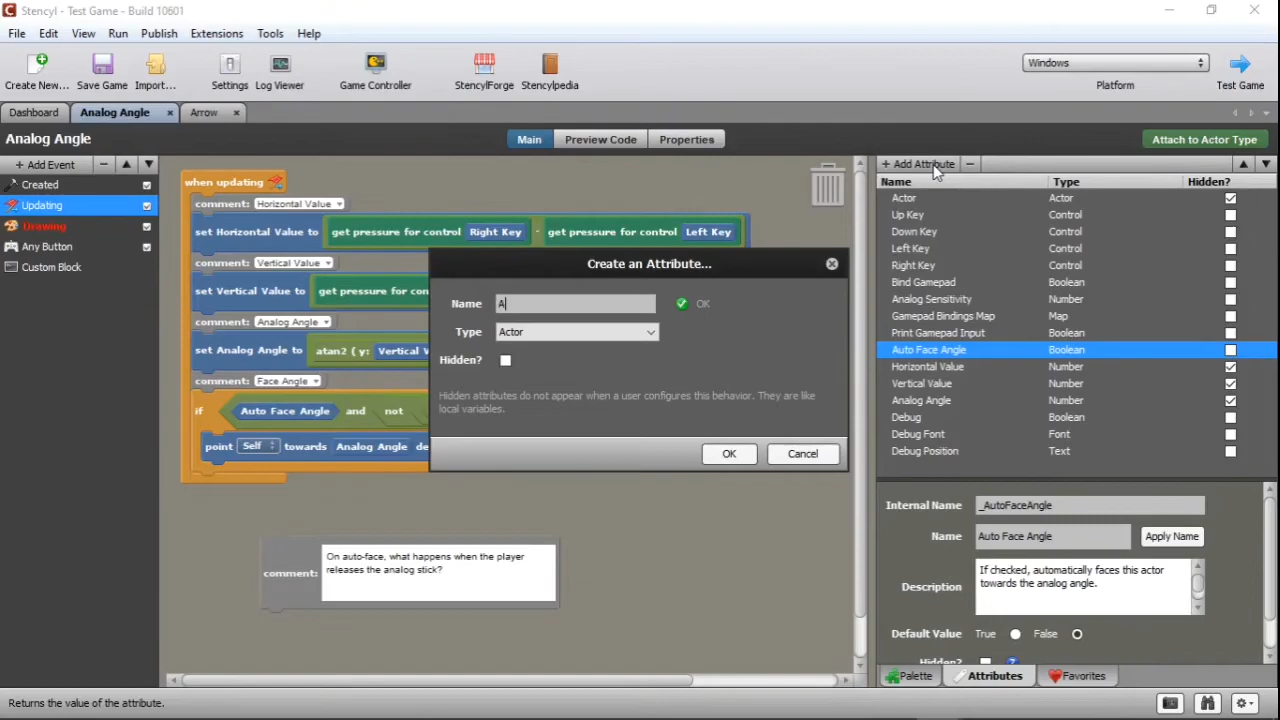 Stencyl - Test Game - Build 10601
File Edit View Run Publish Extensions Tools Help
Create New... Save Game Import... Settings Log Viewer Game Controller StencylForge Stencylpedia Windows Platform Test Game
Dashboard Analog Angle × Arrow ×
Analog Angle Main Preview Code Properties Attach to Actor Type
+ Add Event
Created
Updating
Drawing
Any Button
Custom Block
when updating
comment: Horizontal Value
set Horizontal Value to get pressure for control Right Key - get pressure for control Left Key
comment: Vertical Value
set Vertical Value to get pressure for con
comment: Analog Angle
set Analog Angle to atan2 ( y: Vertical V
comment: Face Angle
if Auto Face Angle and not
point Self towards Analog Angle de
comment: On auto-face, what happens when the player
releases the analog stick?
Create an Attribute...
Name A OK
Type Actor
Hidden?
Hidden attributes do not appear when a user configures this behavior. They are like
local variables.
OK Cancel
+ Add Attribute
Name Type Hidden?
Actor Actor
Up Key Control
Down Key Control
Left Key Control
Right Key Control
Bind Gamepad Boolean
Analog Sensitivity Number
Gamepad Bindings Map Map
Print Gamepad Input Boolean
Auto Face Angle Boolean
Horizontal Value Number
Vertical Value Number
Analog Angle Number
Debug Boolean
Debug Font Font
Debug Position Text
Internal Name _AutoFaceAngle
Name Auto Face Angle Apply Name
Description If checked, automatically faces this actor
towards the analog angle.
Default Value True False
Hidden?
Palette Attributes Favorites
Returns the value of the attribute.